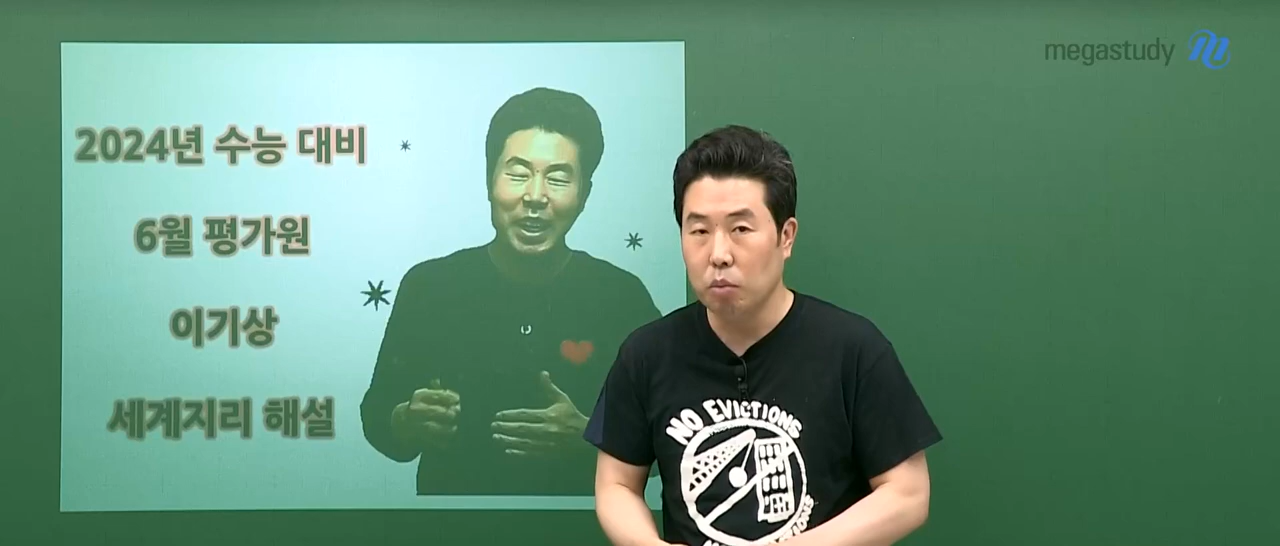 megastudy
2024년 수능 대비
6월 평가원
이기상
세계지리 해설
NO EVICTIONS